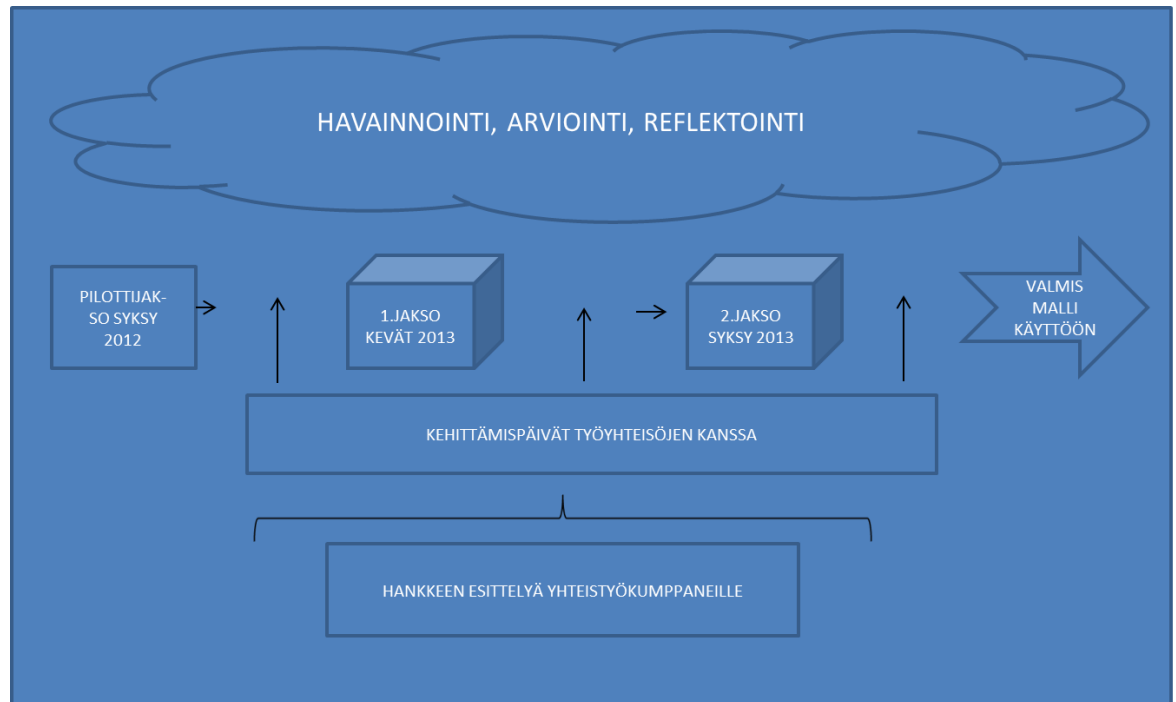 HAVAINNOINTI, ARVIOINTI, REFLEKTOINTI
PILOTTIJAK-
SO SYKSY
2012
1.JAKSO
KEVÄT 2013
2.JAKSO
SYKSY 2013
VALMIS
MALLI
KÄYTTÖÖN
KEHITTÄMISPÄIVÄT TYÖYHTEISÖJEN KANSSA
HANKKEEN ESITTELYÄ YHTEISTYÖKUMPPANEILLE